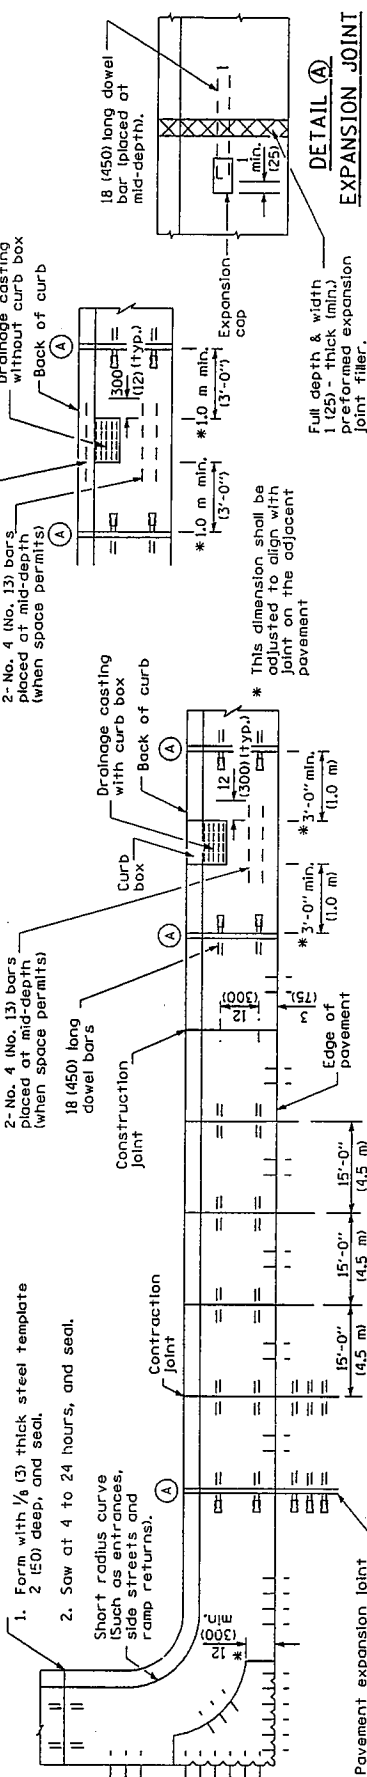 1. Form with 1/8 (3) thick steel template
2 (50) deep, and seal.
2. Saw at 4 to 24 hours, and seal.
Short radius curve
(Such as entrances,
side streets and
ramp returns).
12
(300)
min.
*
Pavement expansion joint
A
Contraction
joint
15'-0"
(4.5 m)
15'-0"
(4.5 m)
15'-0"
(4.5 m)
Construction
joint
Edge of
pavement
2- No. 4 (No. 13) bars
placed at mid-depth
(when space permits)
18 (450) long
dowel bars
12
(300)
3
(75)
A
Curb
box
Drainage casting
with curb box
Back of curb
A
12
(300) (typ.)
*3'-0" min.
(1.0 m)
*3'-0" min.
(1.0 m)
* This dimension shall be
adjusted to align with
joint on the adjacent
pavement
2- No. 4 (No. 13) bars
placed at mid-depth
(when space permits)
Drainage casting
without curb box
Back of curb
A
A
300
(12) (typ.)
*1.0 m min.
(3'-0")
*1.0 m min.
(3'-0")
18 (450) long dowel
bar (placed at
mid-depth).
Expansion
cap
1
min.
(25)
Full depth & width
1 (25) - thick (min.)
preformed expansion
joint filler.
DETAIL A
EXPANSION JOINT